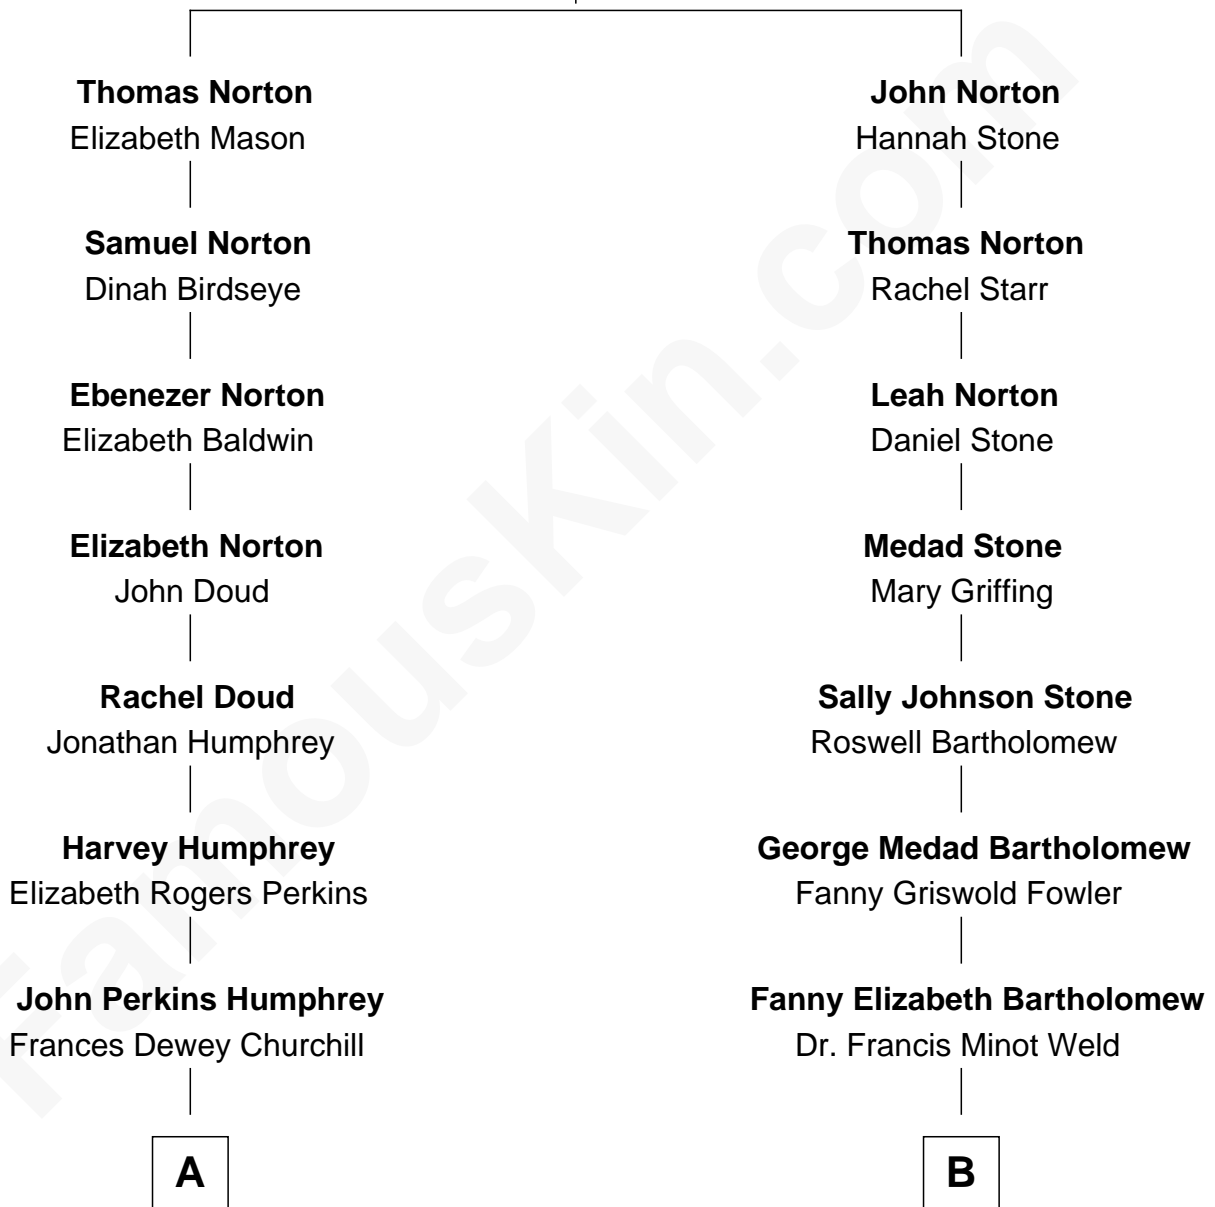 Thomas Norton
Elizabeth Mason
John Norton
Hannah Stone
Samuel Norton
Dinah Birdseye
Thomas Norton
Rachel Starr
Ebenezer Norton
Elizabeth Baldwin
Leah Norton
Daniel Stone
Elizabeth Norton
John Doud
Medad Stone
Mary Griffing
Rachel Doud
Jonathan Humphrey
Sally Johnson Stone
Roswell Bartholomew
Harvey Humphrey
Elizabeth Rogers Perkins
George Medad Bartholomew
Fanny Griswold Fowler
John Perkins Humphrey
Frances Dewey Churchill
Fanny Elizabeth Bartholomew
Dr. Francis Minot Weld
A
B
FamousKin.com